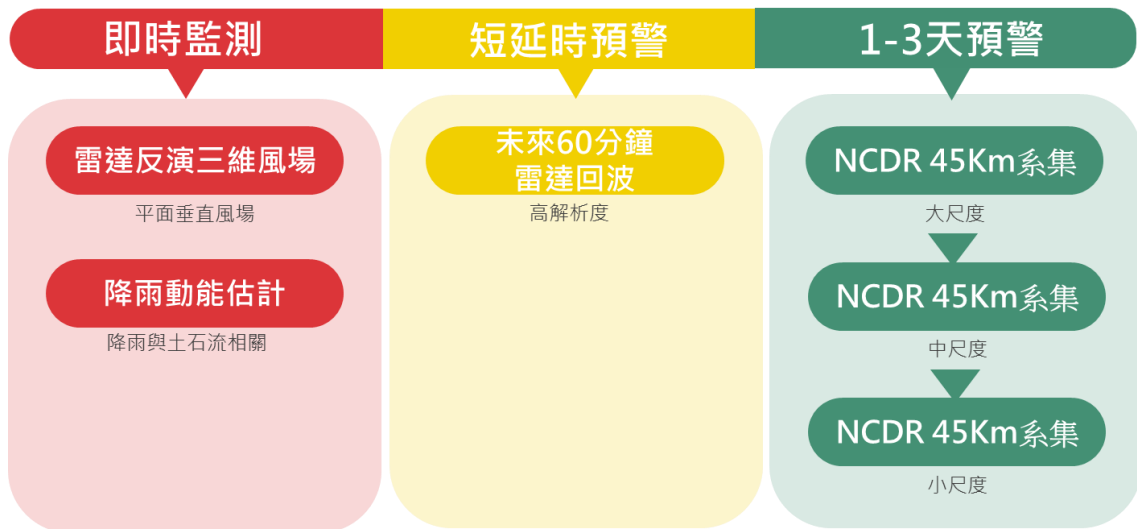 即時監測
短延時預警
1-3天預警
雷達反演三維風場
平面垂直風場
降雨動能估計
降雨與土石流相關
未來60分鐘
雷達回波
高解析度
NCDR 45Km系集
大尺度
NCDR 45Km系集
中尺度
NCDR 45Km系集
小尺度